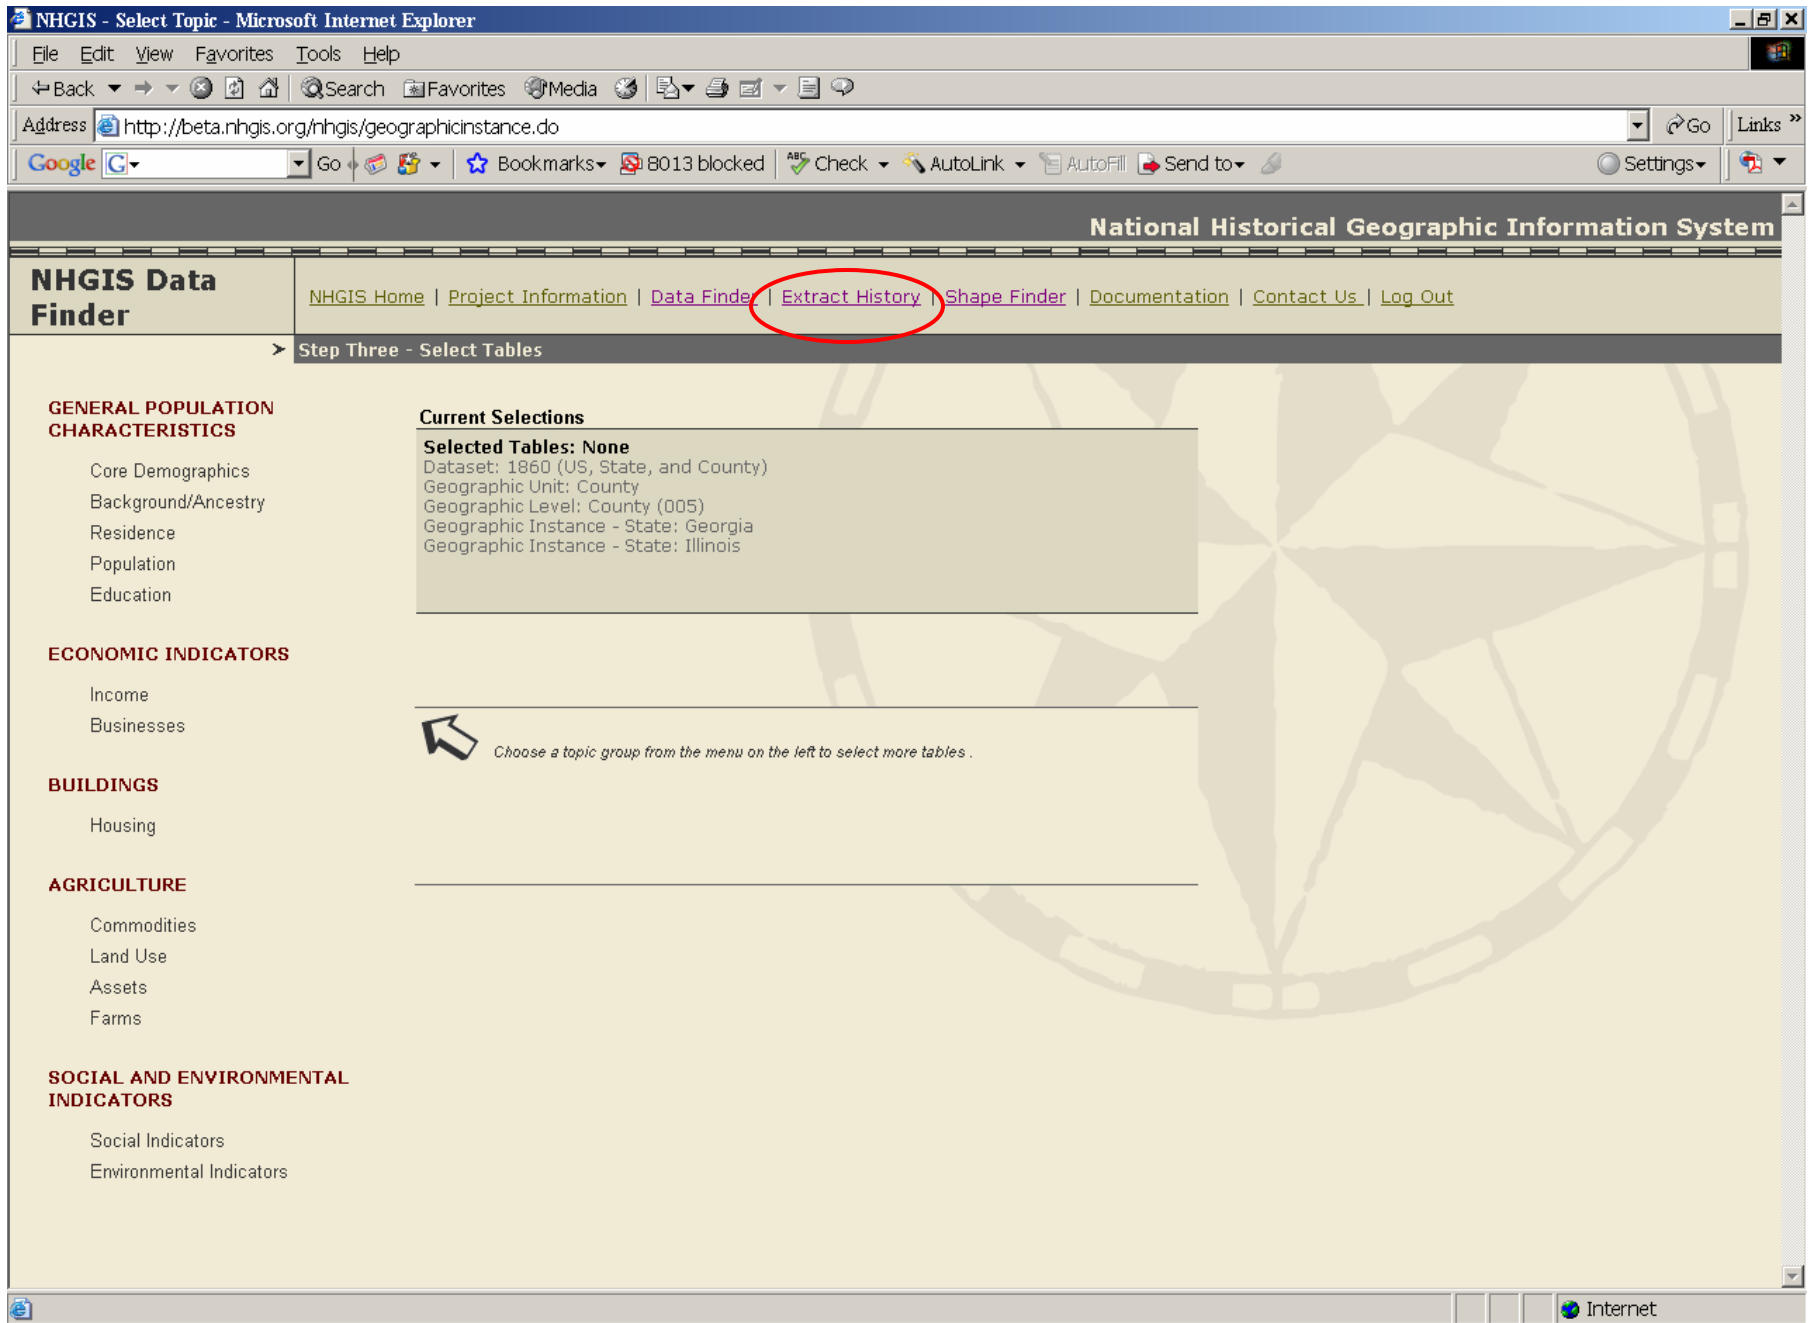 NHGIS - Select Topic - Microsoft Internet Explorer
File Edit View Favorites Tools Help
Back Search Favorites Media
Address http://beta.nhgis.org/nhgis/geographicinstance.do Go Links »
Google G Go Bookmarks 8013 blocked ABC Check AutoLink AutoFill Send to Settings
National Historical Geographic Information System
NHGIS Data
Finder
NHGIS Home | Project Information | Data Finder | Extract History | Shape Finder | Documentation | Contact Us | Log Out
➤ Step Three - Select Tables
GENERAL POPULATION
CHARACTERISTICS
Core Demographics
Background/Ancestry
Residence
Population
Education
ECONOMIC INDICATORS
Income
Businesses
BUILDINGS
Housing
AGRICULTURE
Commodities
Land Use
Assets
Farms
SOCIAL AND ENVIRONMENTAL
INDICATORS
Social Indicators
Environmental Indicators
Current Selections
Selected Tables: None
Dataset: 1860 (US, State, and County)
Geographic Unit: County
Geographic Level: County (005)
Geographic Instance - State: Georgia
Geographic Instance - State: Illinois
Choose a topic group from the menu on the left to select more tables .
Internet